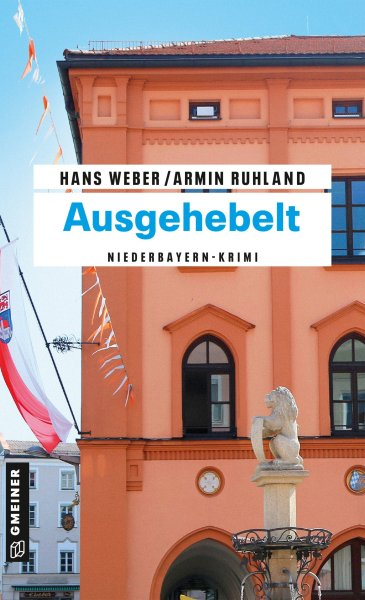 HANS WEBER/ARMIN RUHLAND
Ausgehebelt
NIEDERBAYERN-KRIMI
GMEINER